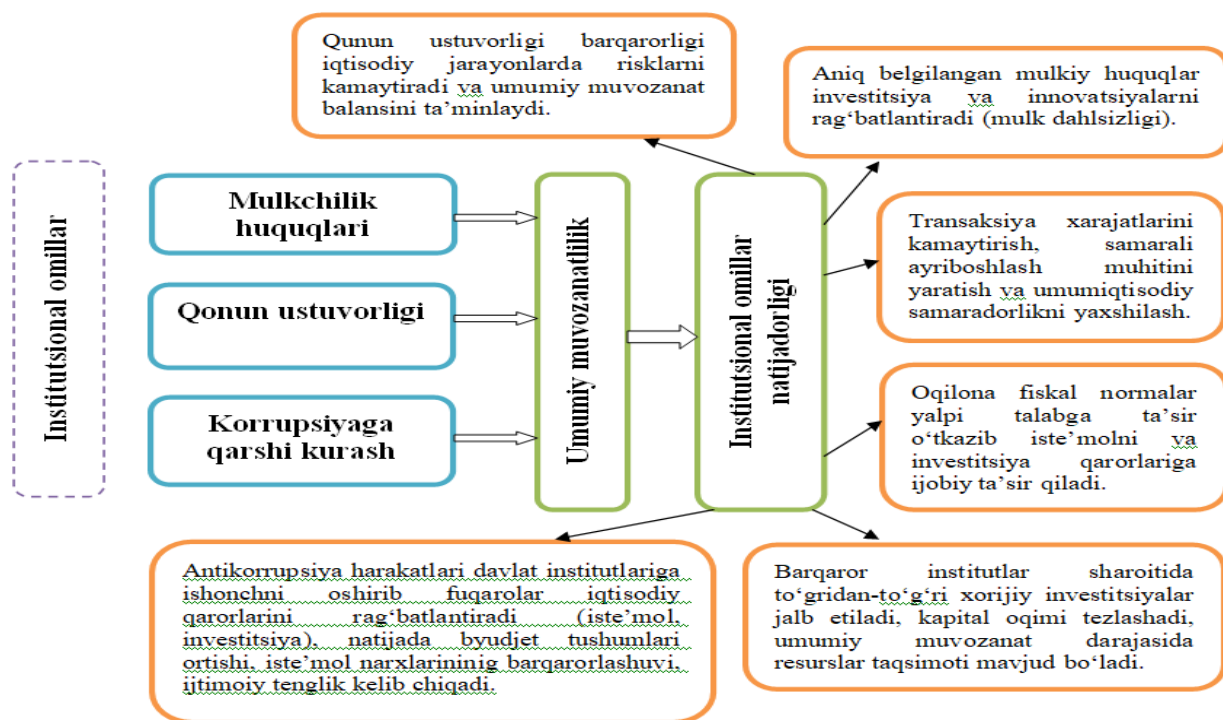 Qunun ustuvorligi barqarorligi
iqtisodiy jarayonlarda risklarni
kamaytiradi va umumiy muvozanat
balansini ta’minlaydi.
Aniq belgilangan mulkiy huquqlar
investitsiya va innovatsiyalarni
rag‘batlantiradi (mulk dahlsizligi).
Institutsional omillar
Mulkchilik
huquqlari
Qonun ustuvorligi
Korrupsiyaga
qarshi kurash
Umumiy muvozanatlilik
Institutsional omillar
natijadorligi
Transaksiya xarajatlarini
kamaytirish, samarali
ayriboshlash muhitini
yaratish va umumiqtisodiy
samaradorlikni yaxshilash.
Oqilona fiskal normalar
yalpi talabga ta’sir
o‘tkazib iste’molni va
investitsiya qarorlariga
ijobiy ta’sir qiladi.
Antikorrupsiya harakatlari davlat institutlariga
ishonchni oshirib fuqarolar iqtisodiy
qarorlarini rag‘batlantiradi (iste’mol,
investitsiya), natijada byudjet tushumlari
ortishi, iste’mol narxlarininig barqarorlashuvi,
ijtimoiy tenglik kelib chiqadi.
Barqaror institutlar sharoitida
to‘gridan-to‘g‘ri xorijiy investitsiyalar
jalb etiladi, kapital oqimi tezlashadi,
umumiy muvozanat darajasida
resurslar taqsimoti mavjud bo‘ladi.